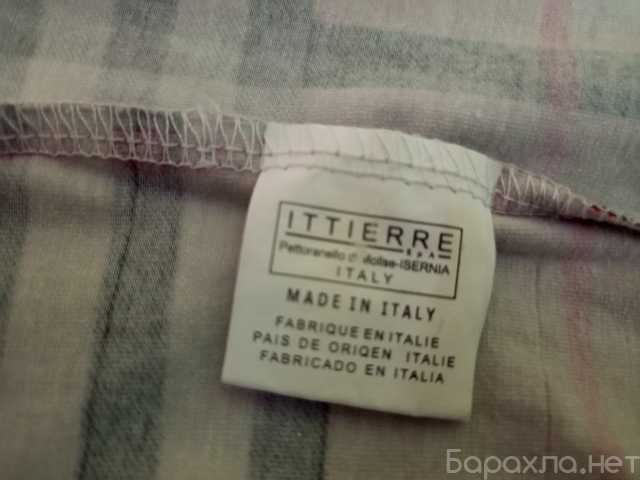 ITTIERRE
S.p.A
Pettoranello di Molise-ISERNIA
ITALY
MADE IN ITALY
FABRIQUE EN ITALIE
PAIS DE ORIQEN ITALIE
FABRICADO EN ITALIA
Барахла.нет